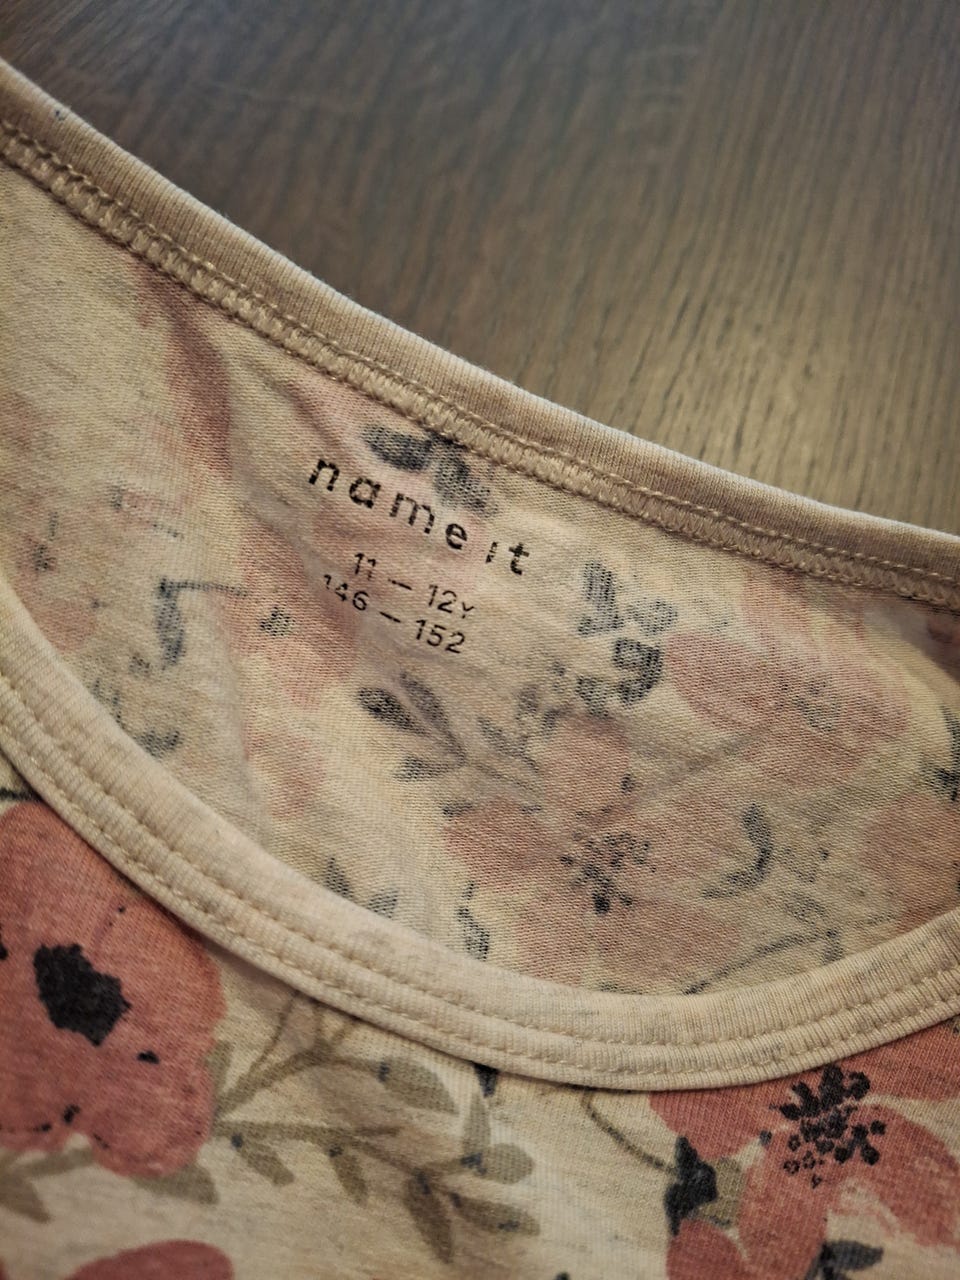 name it
11 – 12Y
146 – 152